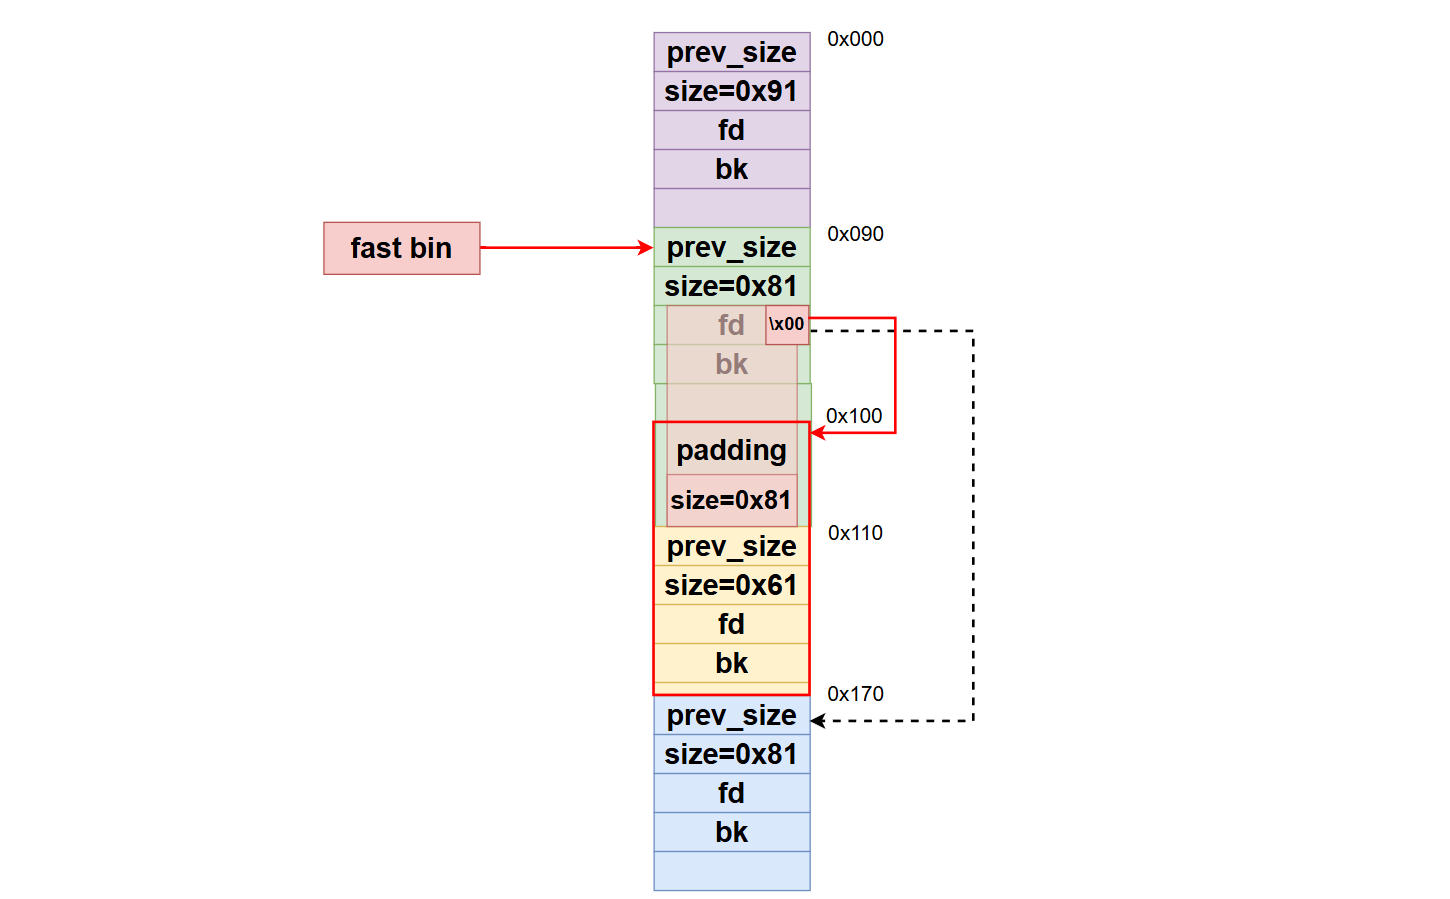 prev_size
0x000
size=0x91
fd
bk
fast bin
prev_size
0x090
size=0x81
fd
\x00
bk
0x100
padding
size=0x81
prev_size
0x110
size=0x61
fd
bk
0x170
prev_size
size=0x81
fd
bk